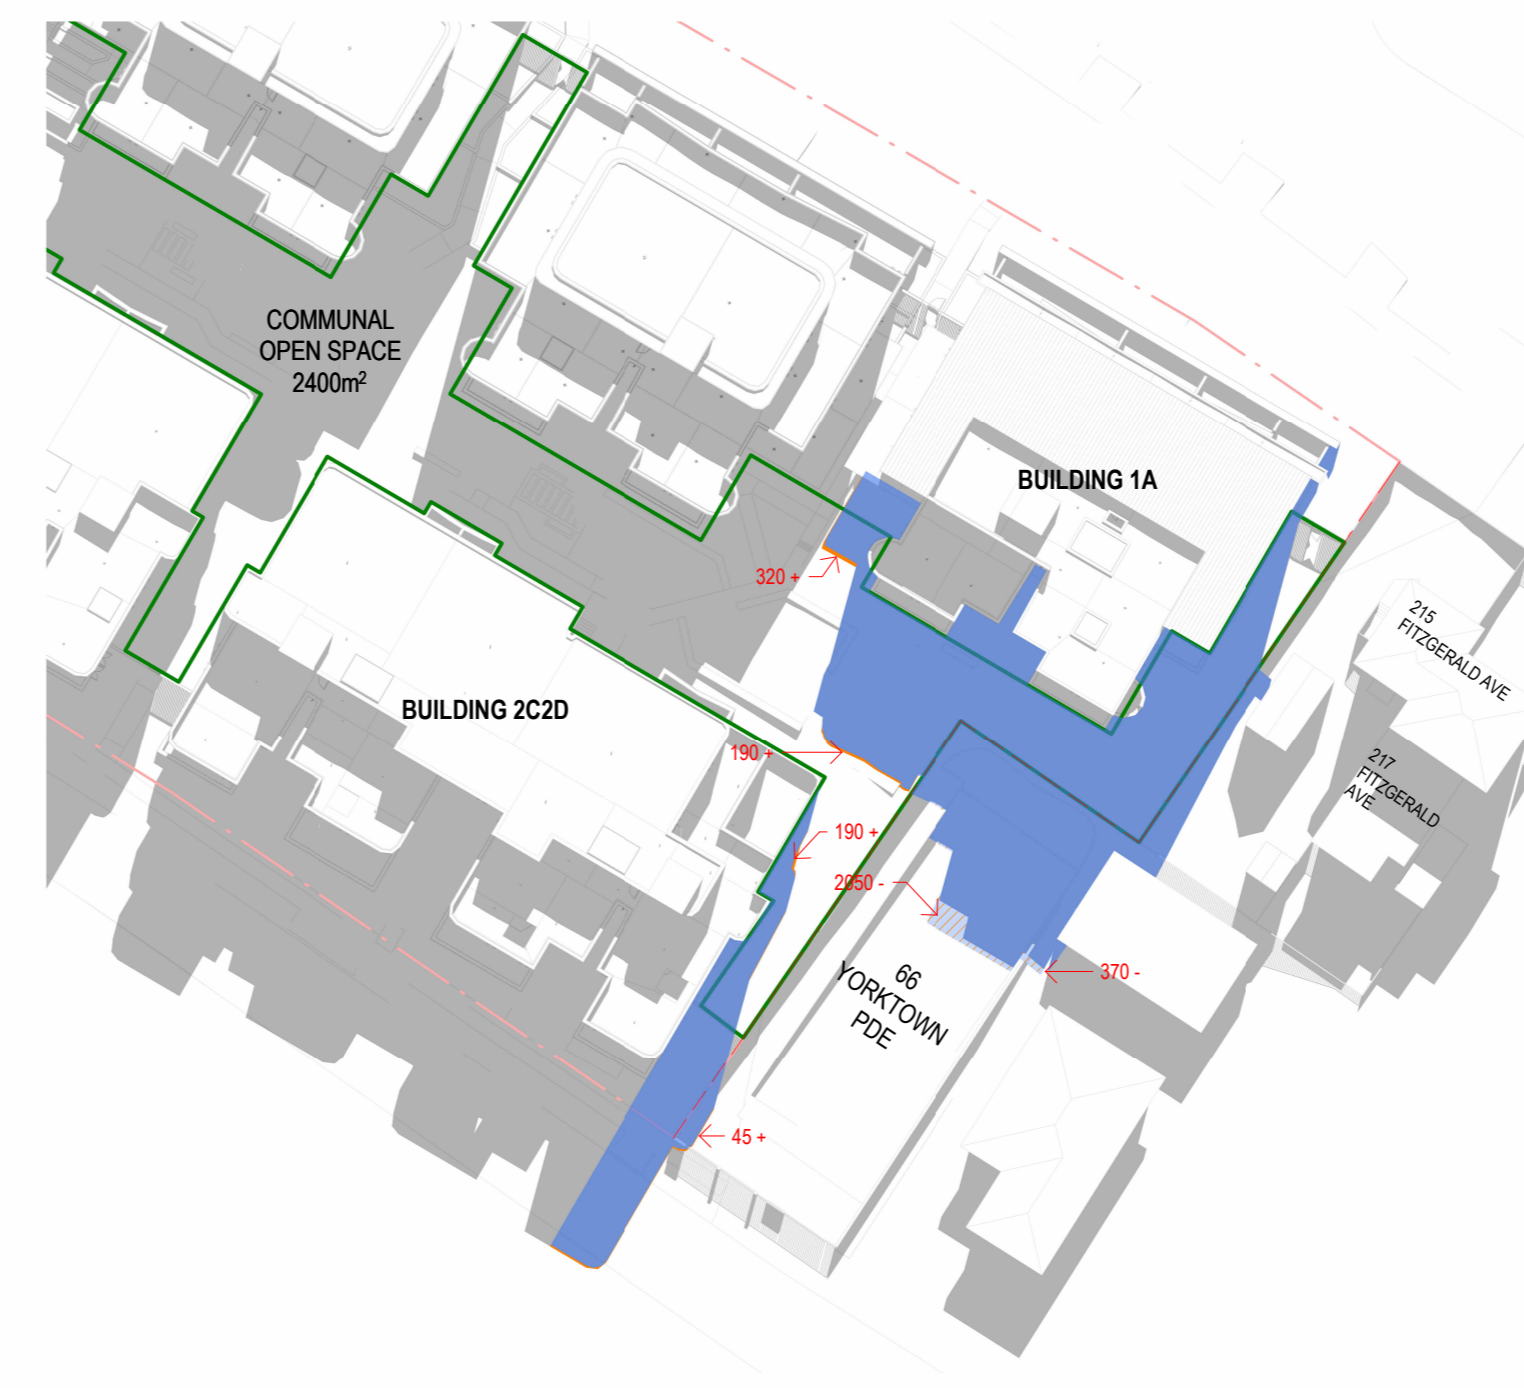 COMMUNAL
OPEN SPACE
2400m²
BUILDING 1A
320 +
215
FITZGERALD AVE
BUILDING 2C2D
190 +
217
FITZGERALD
AVE
190 +
2050 -
370 -
66
YORKTOWN
PDE
45 +